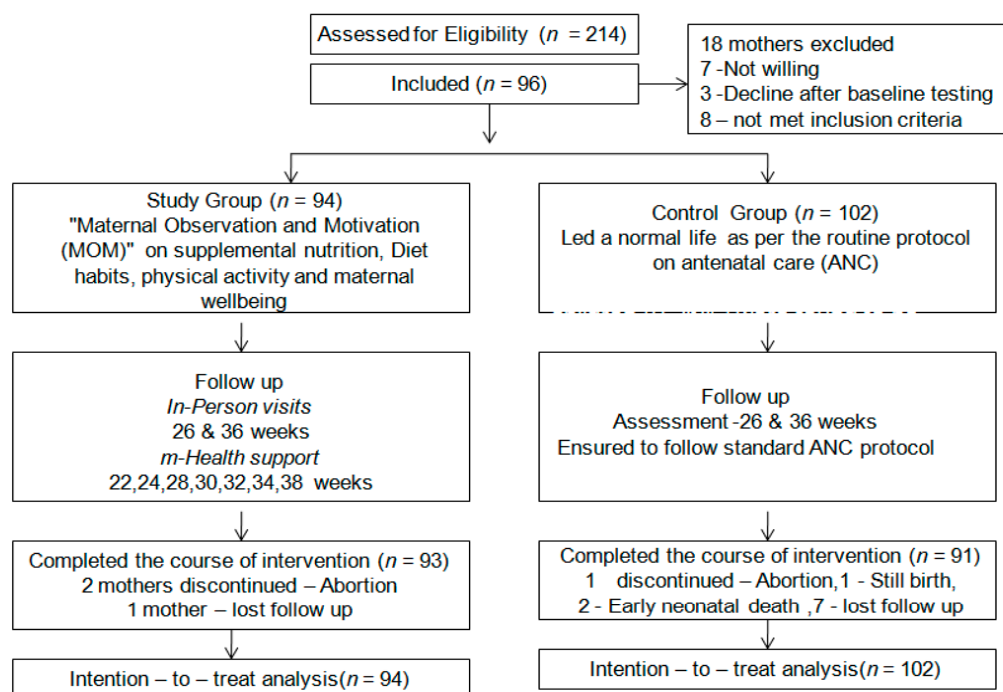 Assessed for Eligibility (n = 214)
Included (n = 96)
18 mothers excluded
7 -Not willing
3 -Decline after baseline testing
8 – not met inclusion criteria
Study Group (n = 94)
"Maternal Observation and Motivation
(MOM)" on supplemental nutrition, Diet
habits, physical activity and maternal
wellbeing
Control Group (n = 102)
Led a normal life as per the routine protocol
on antenatal care (ANC)
Follow up
In-Person visits
26 & 36 weeks
m-Health support
22,24,28,30,32,34,38 weeks
Follow up
Assessment -26 & 36 weeks
Ensured to follow standard ANC protocol
Completed the course of intervention (n = 93)
2 mothers discontinued – Abortion
1 mother – lost follow up
Completed the course of intervention (n = 91)
1 discontinued – Abortion,1 - Still birth,
2 - Early neonatal death ,7 - lost follow up
Intention – to – treat analysis(n = 94)
Intention – to – treat analysis(n = 102)